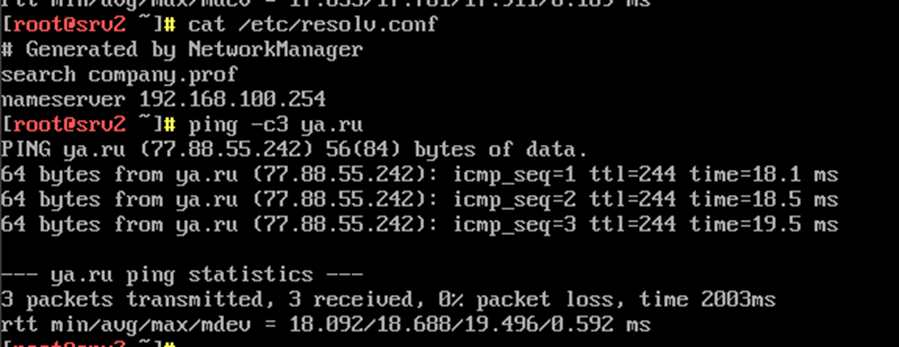 rtt min/avg/max/mdev = 17.635/17.781/17.911/0.105 ms
[root@srv2 ~]# cat /etc/resolv.conf
# Generated by NetworkManager
search company.prof
nameserver 192.168.100.254
[root@srv2 ~]# ping -c3 ya.ru
PING ya.ru (77.88.55.242) 56(84) bytes of data.
64 bytes from ya.ru (77.88.55.242): icmp_seq=1 ttl=244 time=18.1 ms
64 bytes from ya.ru (77.88.55.242): icmp_seq=2 ttl=244 time=18.5 ms
64 bytes from ya.ru (77.88.55.242): icmp_seq=3 ttl=244 time=19.5 ms
--- ya.ru ping statistics ---
3 packets transmitted, 3 received, 0% packet loss, time 2003ms
rtt min/avg/max/mdev = 18.092/18.688/19.496/0.592 ms
[root@srv2 ~]#